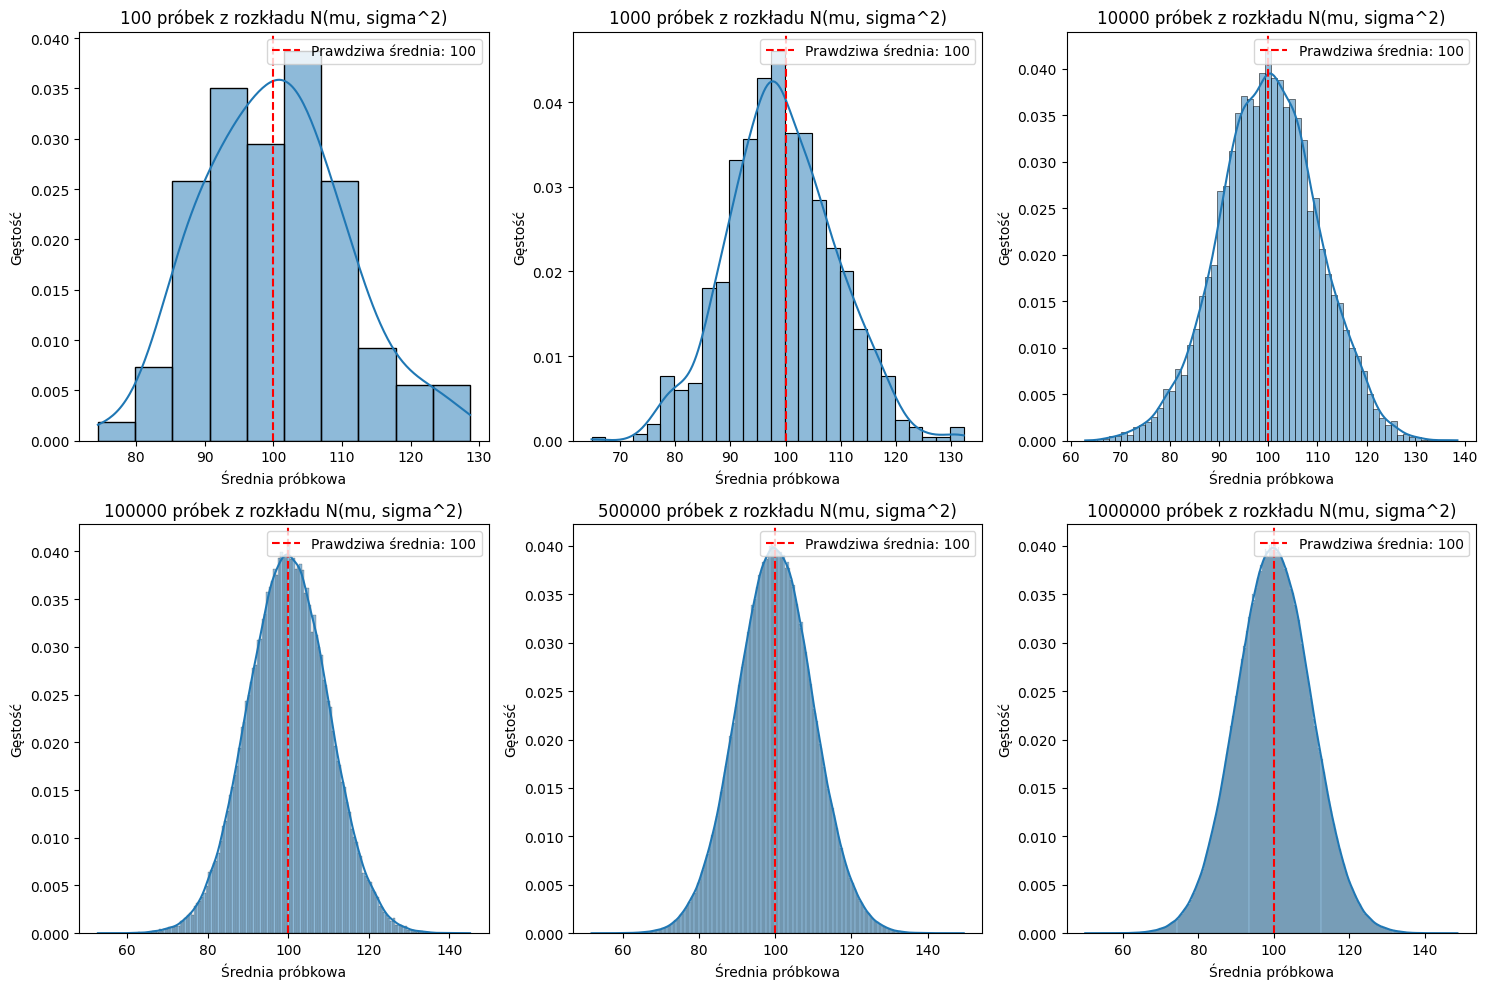 100 próbek z rozkładu N(mu, sigma^2)
Prawdziwa średnia: 100
0.040
0.035
0.030
0.025
0.020
0.015
0.010
0.005
0.000
Gęstość
80 90 100 110 120 130
Średnia próbkowa
1000 próbek z rozkładu N(mu, sigma^2)
Prawdziwa średnia: 100
0.04
0.03
0.02
0.01
0.00
Gęstość
70 80 90 100 110 120 130
Średnia próbkowa
10000 próbek z rozkładu N(mu, sigma^2)
Prawdziwa średnia: 100
0.040
0.035
0.030
0.025
0.020
0.015
0.010
0.005
0.000
Gęstość
60 70 80 90 100 110 120 130 140
Średnia próbkowa
100000 próbek z rozkładu N(mu, sigma^2)
Prawdziwa średnia: 100
0.040
0.035
0.030
0.025
0.020
0.015
0.010
0.005
0.000
Gęstość
60 80 100 120 140
Średnia próbkowa
500000 próbek z rozkładu N(mu, sigma^2)
Prawdziwa średnia: 100
0.040
0.035
0.030
0.025
0.020
0.015
0.010
0.005
0.000
Gęstość
60 80 100 120 140
Średnia próbkowa
1000000 próbek z rozkładu N(mu, sigma^2)
Prawdziwa średnia: 100
0.040
0.035
0.030
0.025
0.020
0.015
0.010
0.005
0.000
Gęstość
60 80 100 120 140
Średnia próbkowa